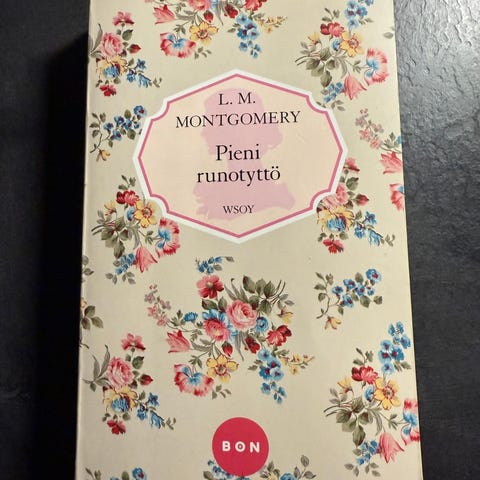 L. M.
MONTGOMERY
Pieni
runotyttö
WSOY
BON